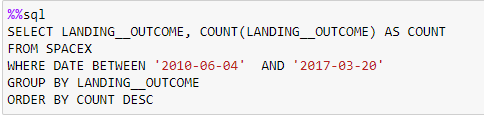 %%sql
SELECT LANDING__OUTCOME, COUNT(LANDING__OUTCOME) AS COUNT
FROM SPACEX
WHERE DATE BETWEEN '2010-06-04'  AND '2017-03-20'
GROUP BY LANDING__OUTCOME
ORDER BY COUNT DESC